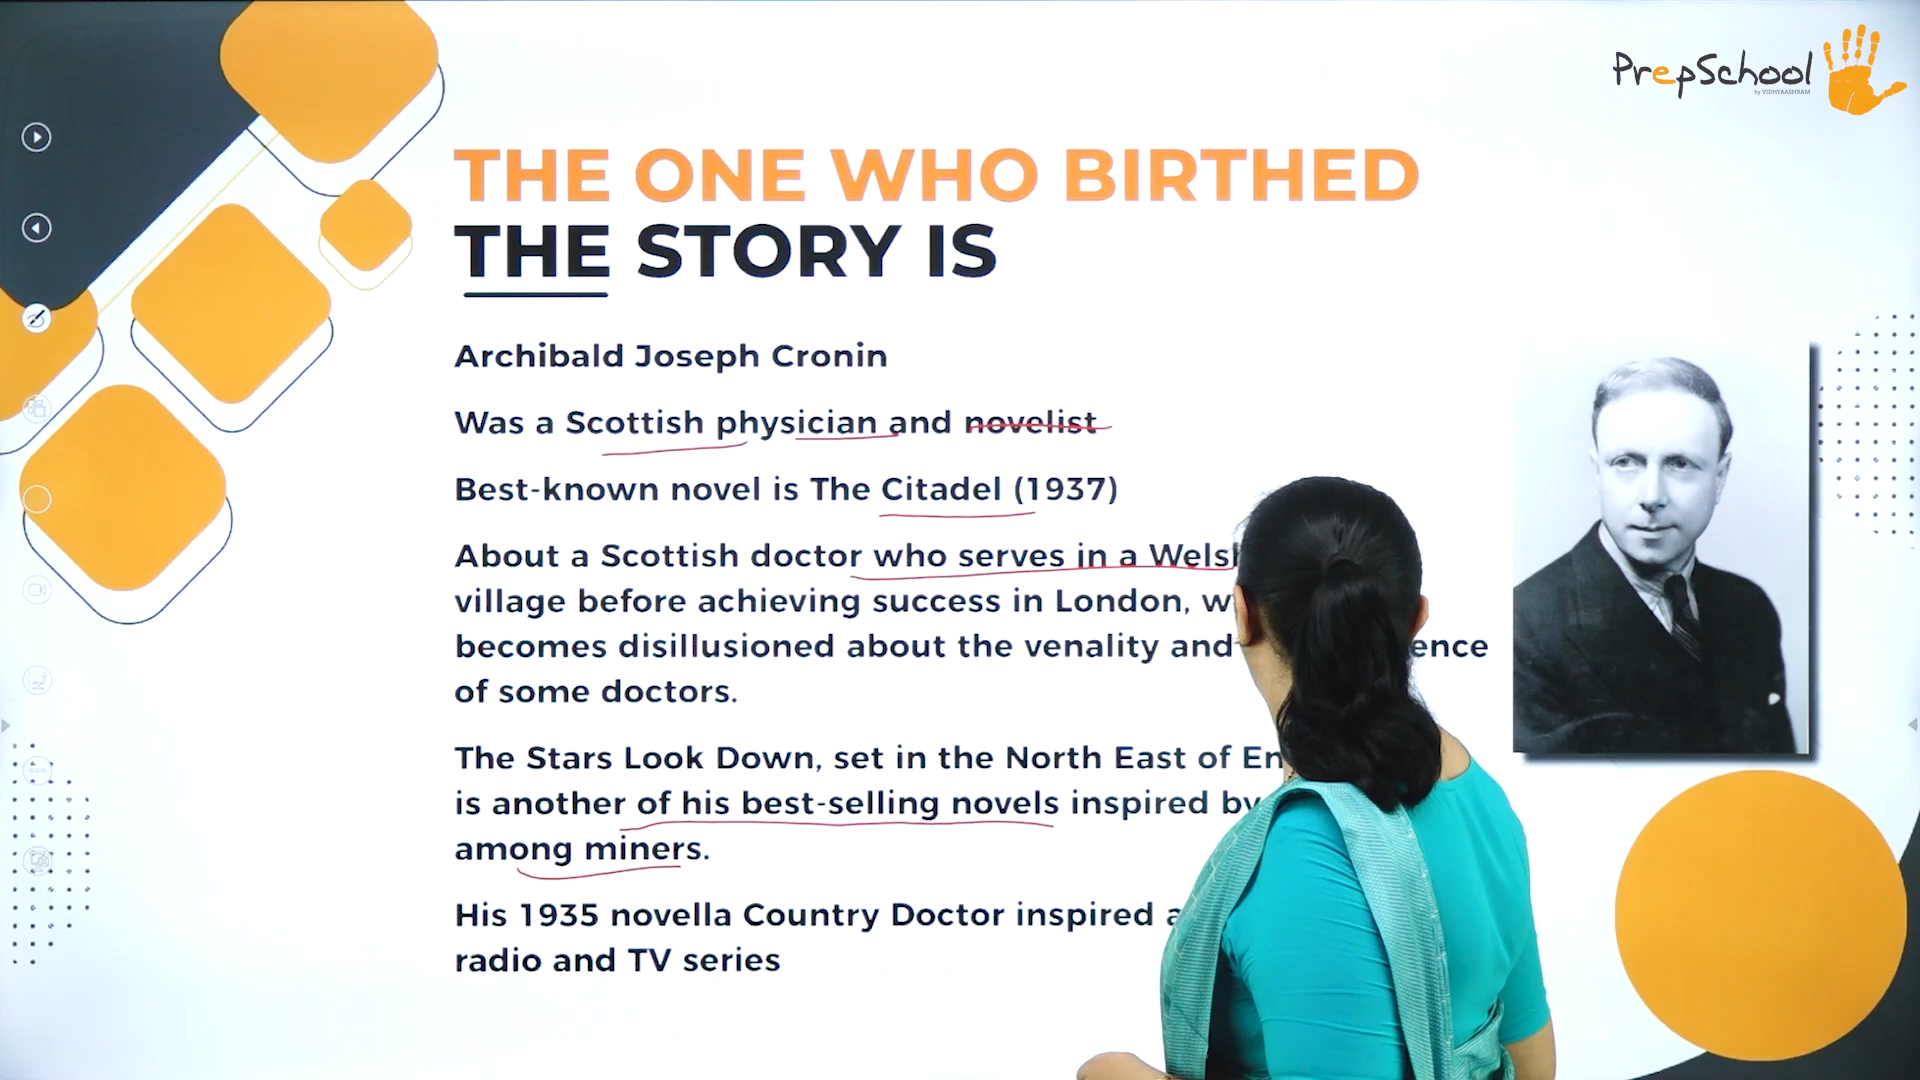 PrepSchool
by VIDHYAASHRAM
THE ONE WHO BIRTHED
THE STORY IS
Archibald Joseph Cronin
Was a Scottish physician and novelist
Best-known novel is The Citadel (1937)
About a Scottish doctor who serves in a
village before achieving success in London,
becomes disillusioned about the venality and
of some doctors.
The Stars Look Down, set in the North East of
is another of his best-selling novels inspired by
among miners.
His 1935 novella Country Doctor inspired
radio and TV series